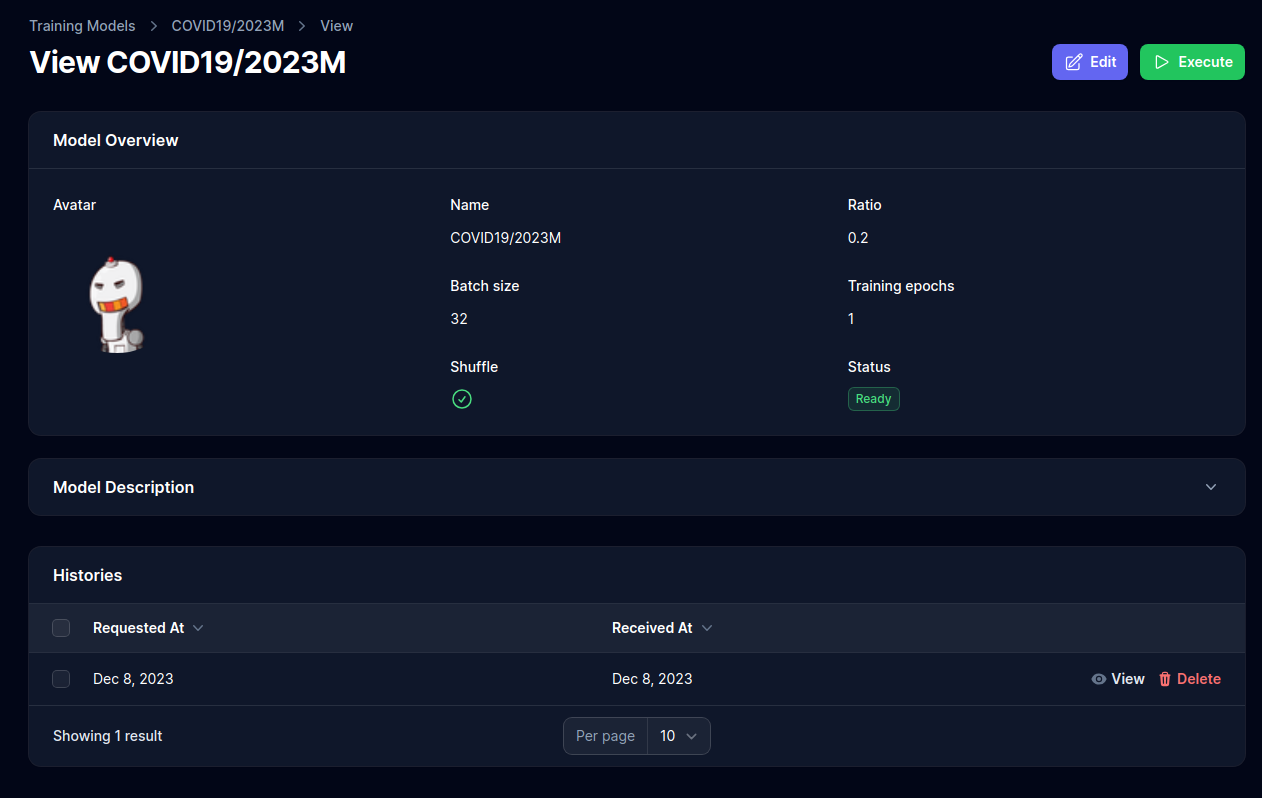 Training Models > COVID19/2023M > View
View COVID19/2023M
Edit
Execute
Model Overview
Avatar
Name
COVID19/2023M
Ratio
0.2
Batch size
32
Training epochs
1
Shuffle
Status
Ready
Model Description
Histories
Requested At
Received At
Dec 8, 2023
Dec 8, 2023
View
Delete
Showing 1 result
Per page
10